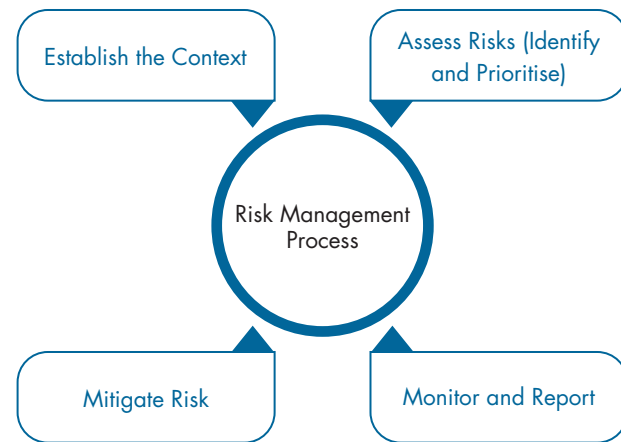 Establish the Context
Assess Risks (Identify
and Prioritise)
Risk Management
Process
Mitigate Risk
Monitor and Report